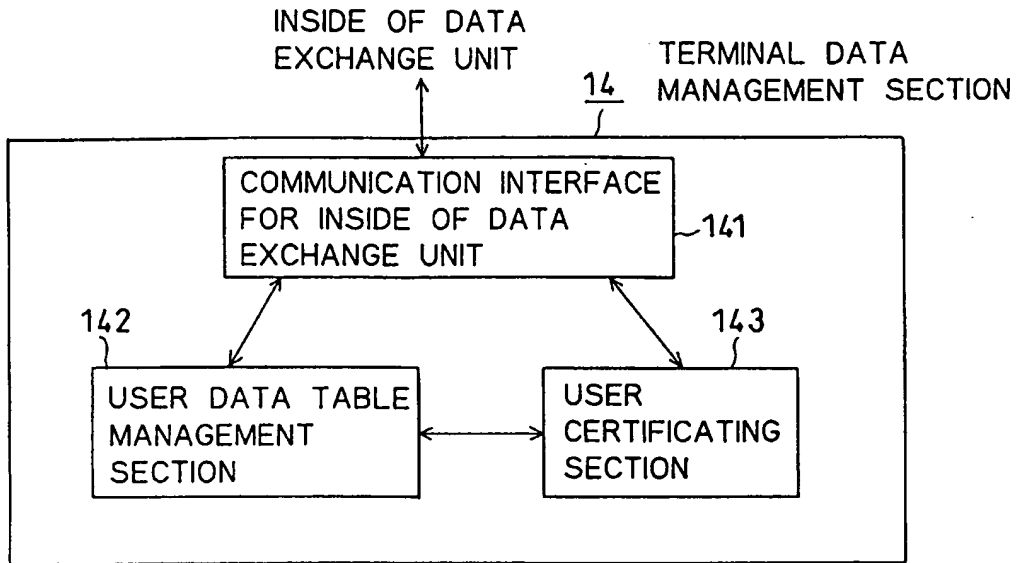 INSIDE OF DATA
EXCHANGE UNIT
14
TERMINAL DATA
MANAGEMENT SECTION
COMMUNICATION INTERFACE
FOR INSIDE OF DATA
EXCHANGE UNIT
141
142
USER DATA TABLE
MANAGEMENT
SECTION
143
USER
CERTIFICATING
SECTION